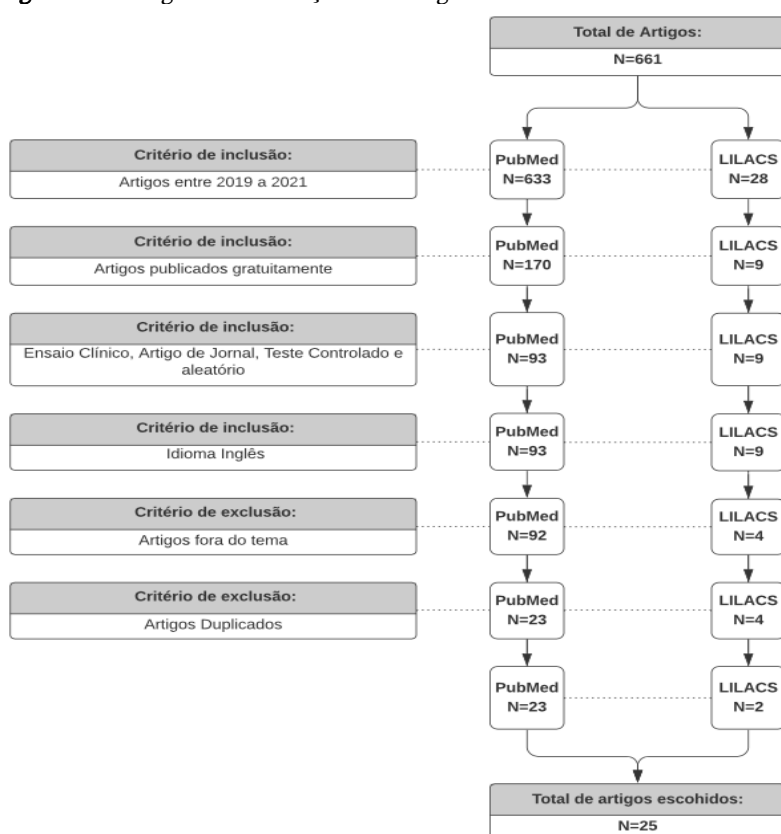 Total de Artigos:
N=661
Critério de inclusão:
Artigos entre 2019 a 2021
PubMed
N=633
LILACS
N=28
Critério de inclusão:
Artigos publicados gratuitamente
PubMed
N=170
LILACS
N=9
Critério de inclusão:
Ensaio Clínico, Artigo de Jornal, Teste Controlado e
aleatório
PubMed
N=93
LILACS
N=9
Critério de inclusão:
Idioma Inglês
PubMed
N=93
LILACS
N=9
Critério de exclusão:
Artigos fora do tema
PubMed
N=92
LILACS
N=4
Critério de exclusão:
Artigos Duplicados
PubMed
N=23
LILACS
N=4
PubMed
N=23
LILACS
N=2
Total de artigos escohidos:
N=25